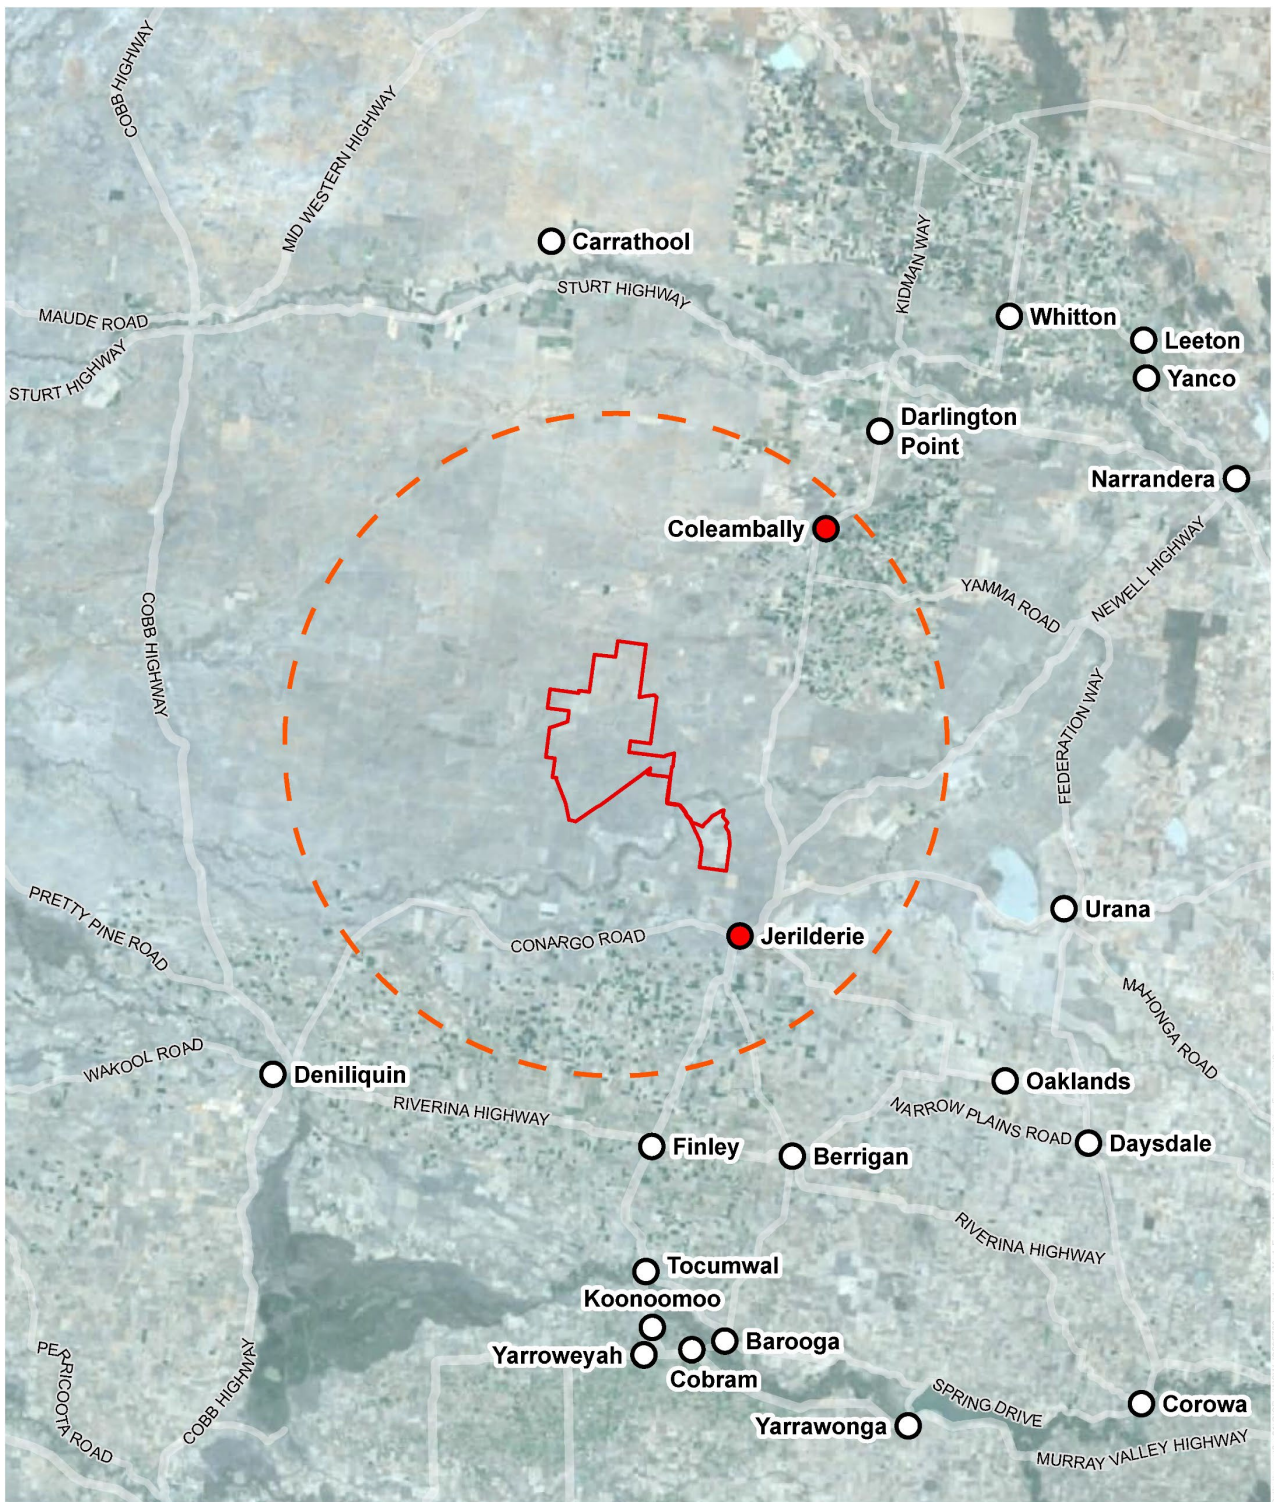 COBB HIGHWAY
MID WESTERN HIGHWAY
Carrathool
STURT HIGHWAY
KIDMAN WAY
MAUDE ROAD
Whitton
Leeton
STURT HIGHWAY
Yanco
Darlington
Point
Narrandera
Coleambally
NEWELL HIGHWAY
YAMMA ROAD
COBB HIGHWAY
FEDERATION WAY
PRETTY PINE ROAD
Urana
CONARGO ROAD
Jerilderie
MAHONGA ROAD
WAKOOL ROAD
Deniliquin
Oaklands
RIVERINA HIGHWAY
NARROW PLAINS ROAD
Finley
Berrigan
Daysdale
RIVERINA HIGHWAY
Tocumwal
Koonoomoo
Barooga
Yarroweyah
Cobram
PERRICOOTA ROAD
COBB HIGHWAY
SPRING DRIVE
Corowa
Yarrawonga
MURRAY VALLEY HIGHWAY